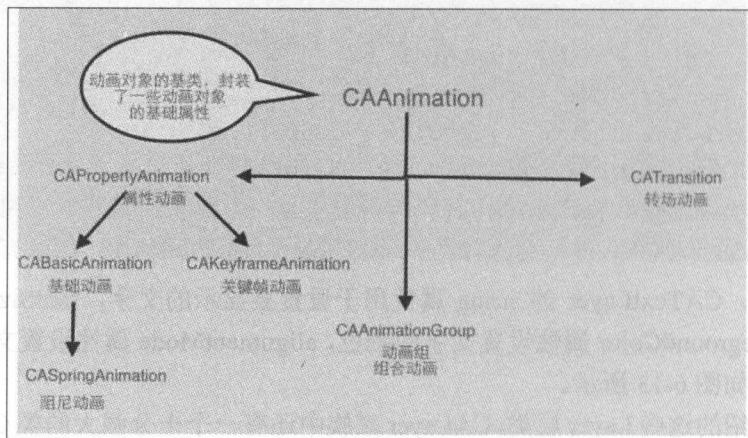 动画对象的基类，封装
了一些动画对象
的基础属性
CAAnimation
CAPropertyAnimation
属性动画
CATransition
转场动画
CABasicAnimation
基础动画
CAKeyframeAnimation
关键帧动画
CAAnimationGroup
动画组
组合动画
CASpringAnimation
阻尼动画